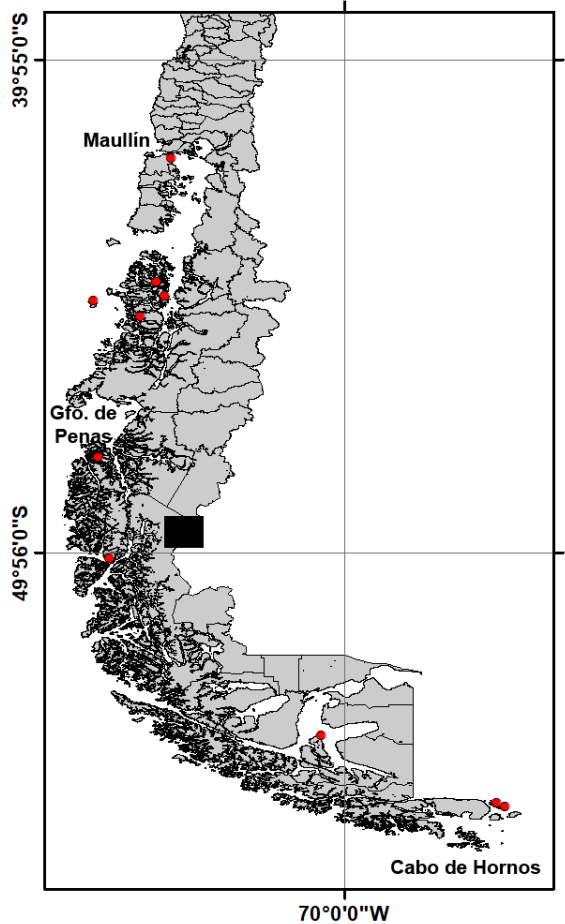 39°55'0"S
Maullín
Gfo. de
Penas
49°56'0"S
Cabo de Hornos
70°0'0"W